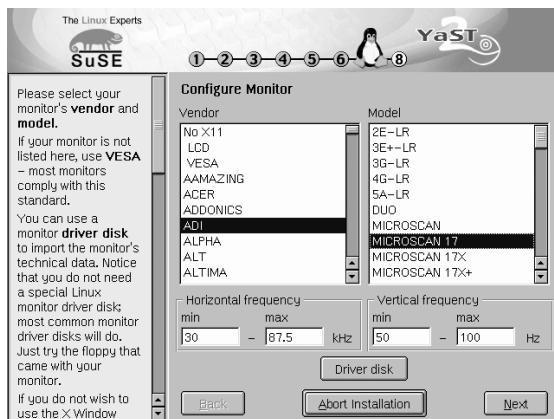 The Linux Experts
SuSE
1 2 3 4 5 6 8
YaST 2
Please select your
monitor's vendor and
model.
If your monitor is not
listed here, use VESA
– most monitors
comply with this
standard.
You can use a
monitor driver disk
to import the monitor's
technical data. Notice
that you do not need
a special Linux
monitor driver disk;
most common monitor
driver disks will do.
Just try the floppy that
came with your
monitor.
If you do not wish to
use the X Window
Configure Monitor
Vendor
No X11
LCD
VESA
AAMAZING
ACER
ADDONICS
ADI
ALPHA
ALT
ALTIMA
Model
2E-LR
3E+-LR
3G-LR
4G-LR
5A-LR
DUO
MICROSCAN
MICROSCAN 17
MICROSCAN 17X
MICROSCAN 17X+
Horizontal frequency
min max
30 – 87.5 kHz
Vertical frequency
min max
50 – 100 Hz
Driver disk
Back
Abort Installation
Next